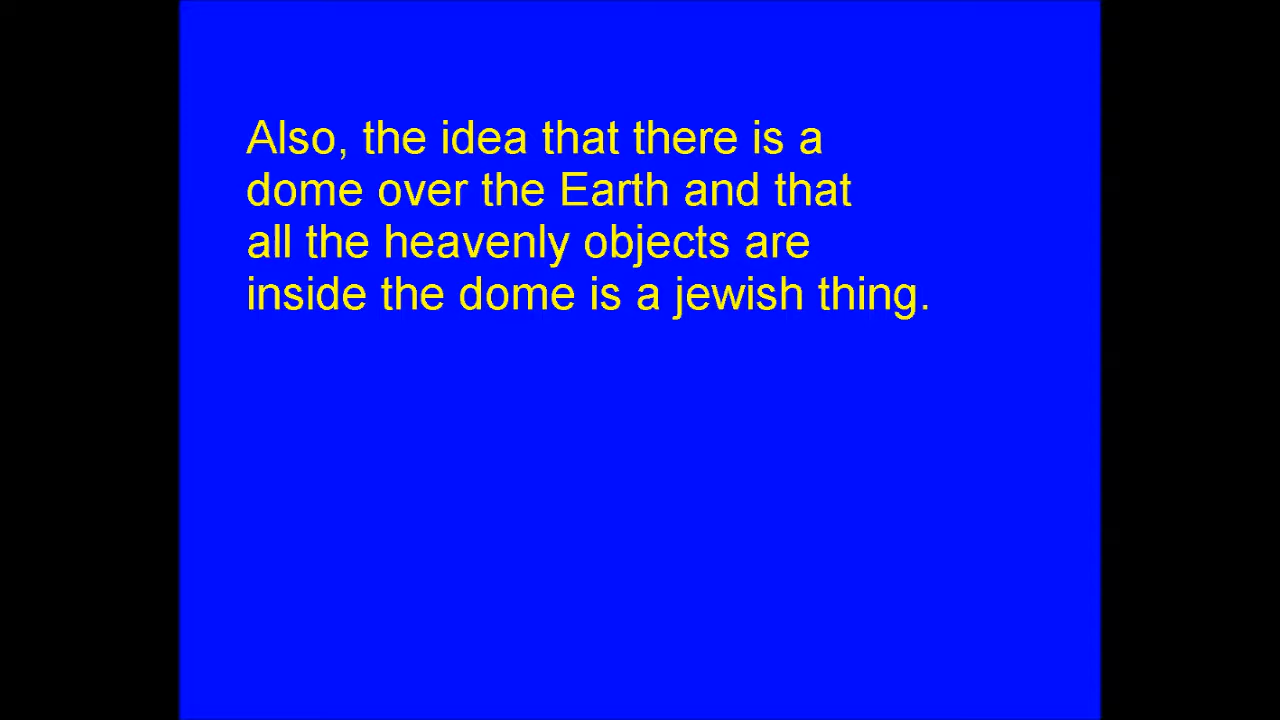 Also, the idea that there is a
dome over the Earth and that
all the heavenly objects are
inside the dome is a jewish thing.